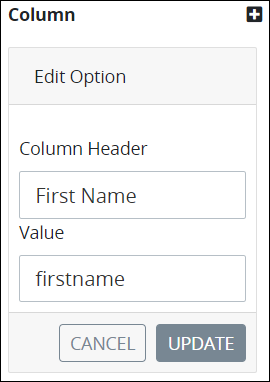 Column
Edit Option
Column Header
First Name
Value
firstname
CANCEL UPDATE